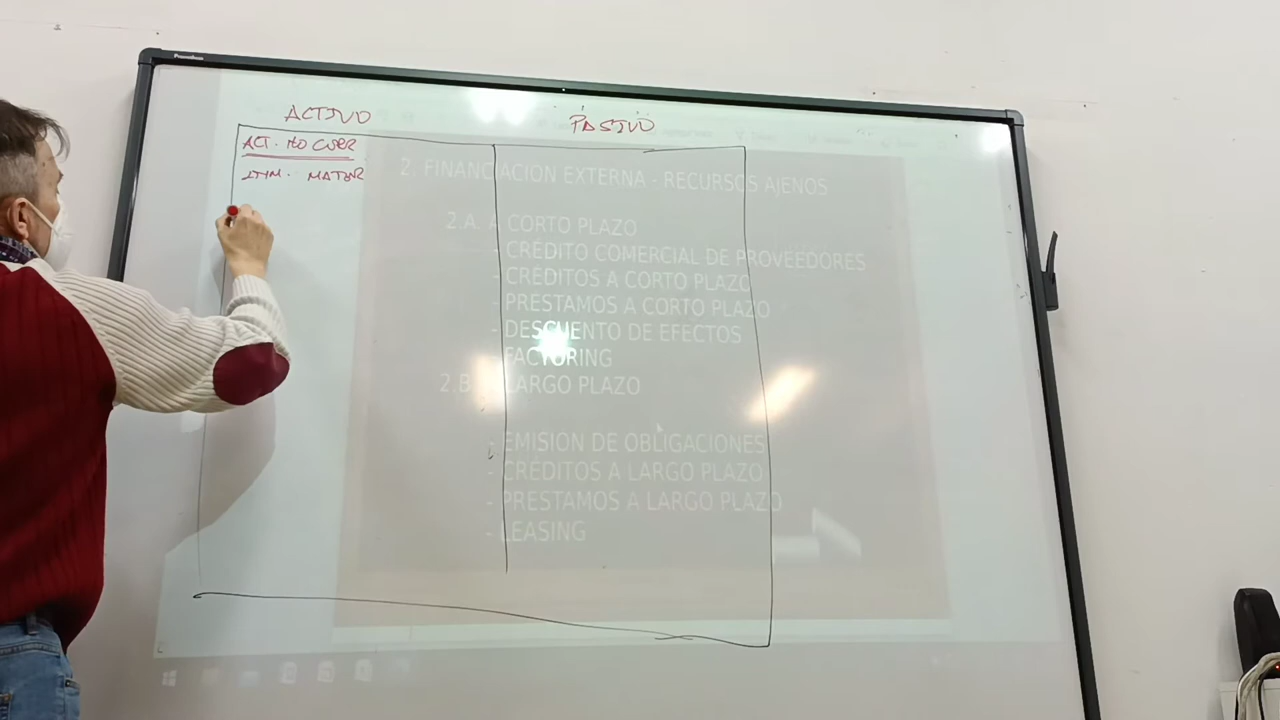 Promethean
ACTIVO
PASIVO
ACT. NO CORR
INM. MATER
2. FINANCIACION EXTERNA - RECURSOS AJENOS
2.A. A CORTO PLAZO
- CRÉDITO COMERCIAL DE PROVEEDORES
- CRÉDITOS A CORTO PLAZO
- PRESTAMOS A CORTO PLAZO
- DESCUENTO DE EFECTOS
FACTORING
2.B LARGO PLAZO
- EMISION DE OBLIGACIONES
- CRÉDITOS A LARGO PLAZO
- PRESTAMOS A LARGO PLAZO
- LEASING